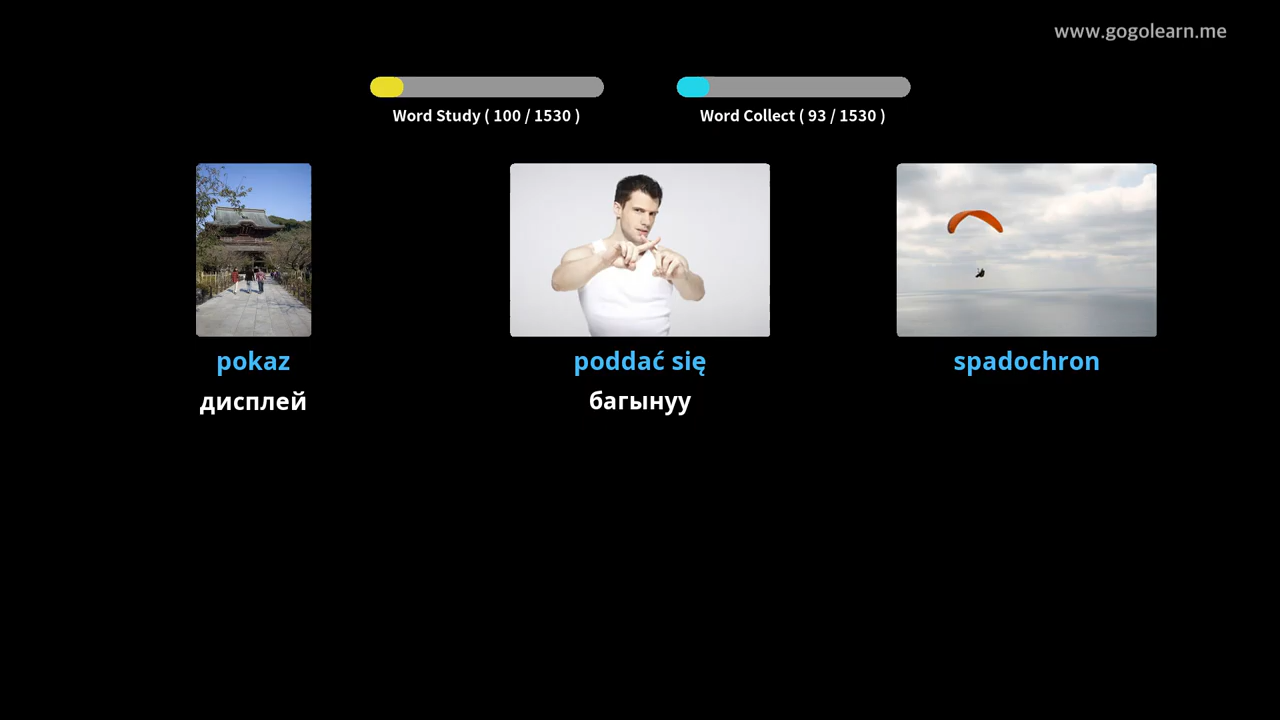 www.gogolearn.me
Word Study ( 100 / 1530 )
Word Collect ( 93 / 1530 )
pokaz
poddać się
spadochron
дисплей
багынуу